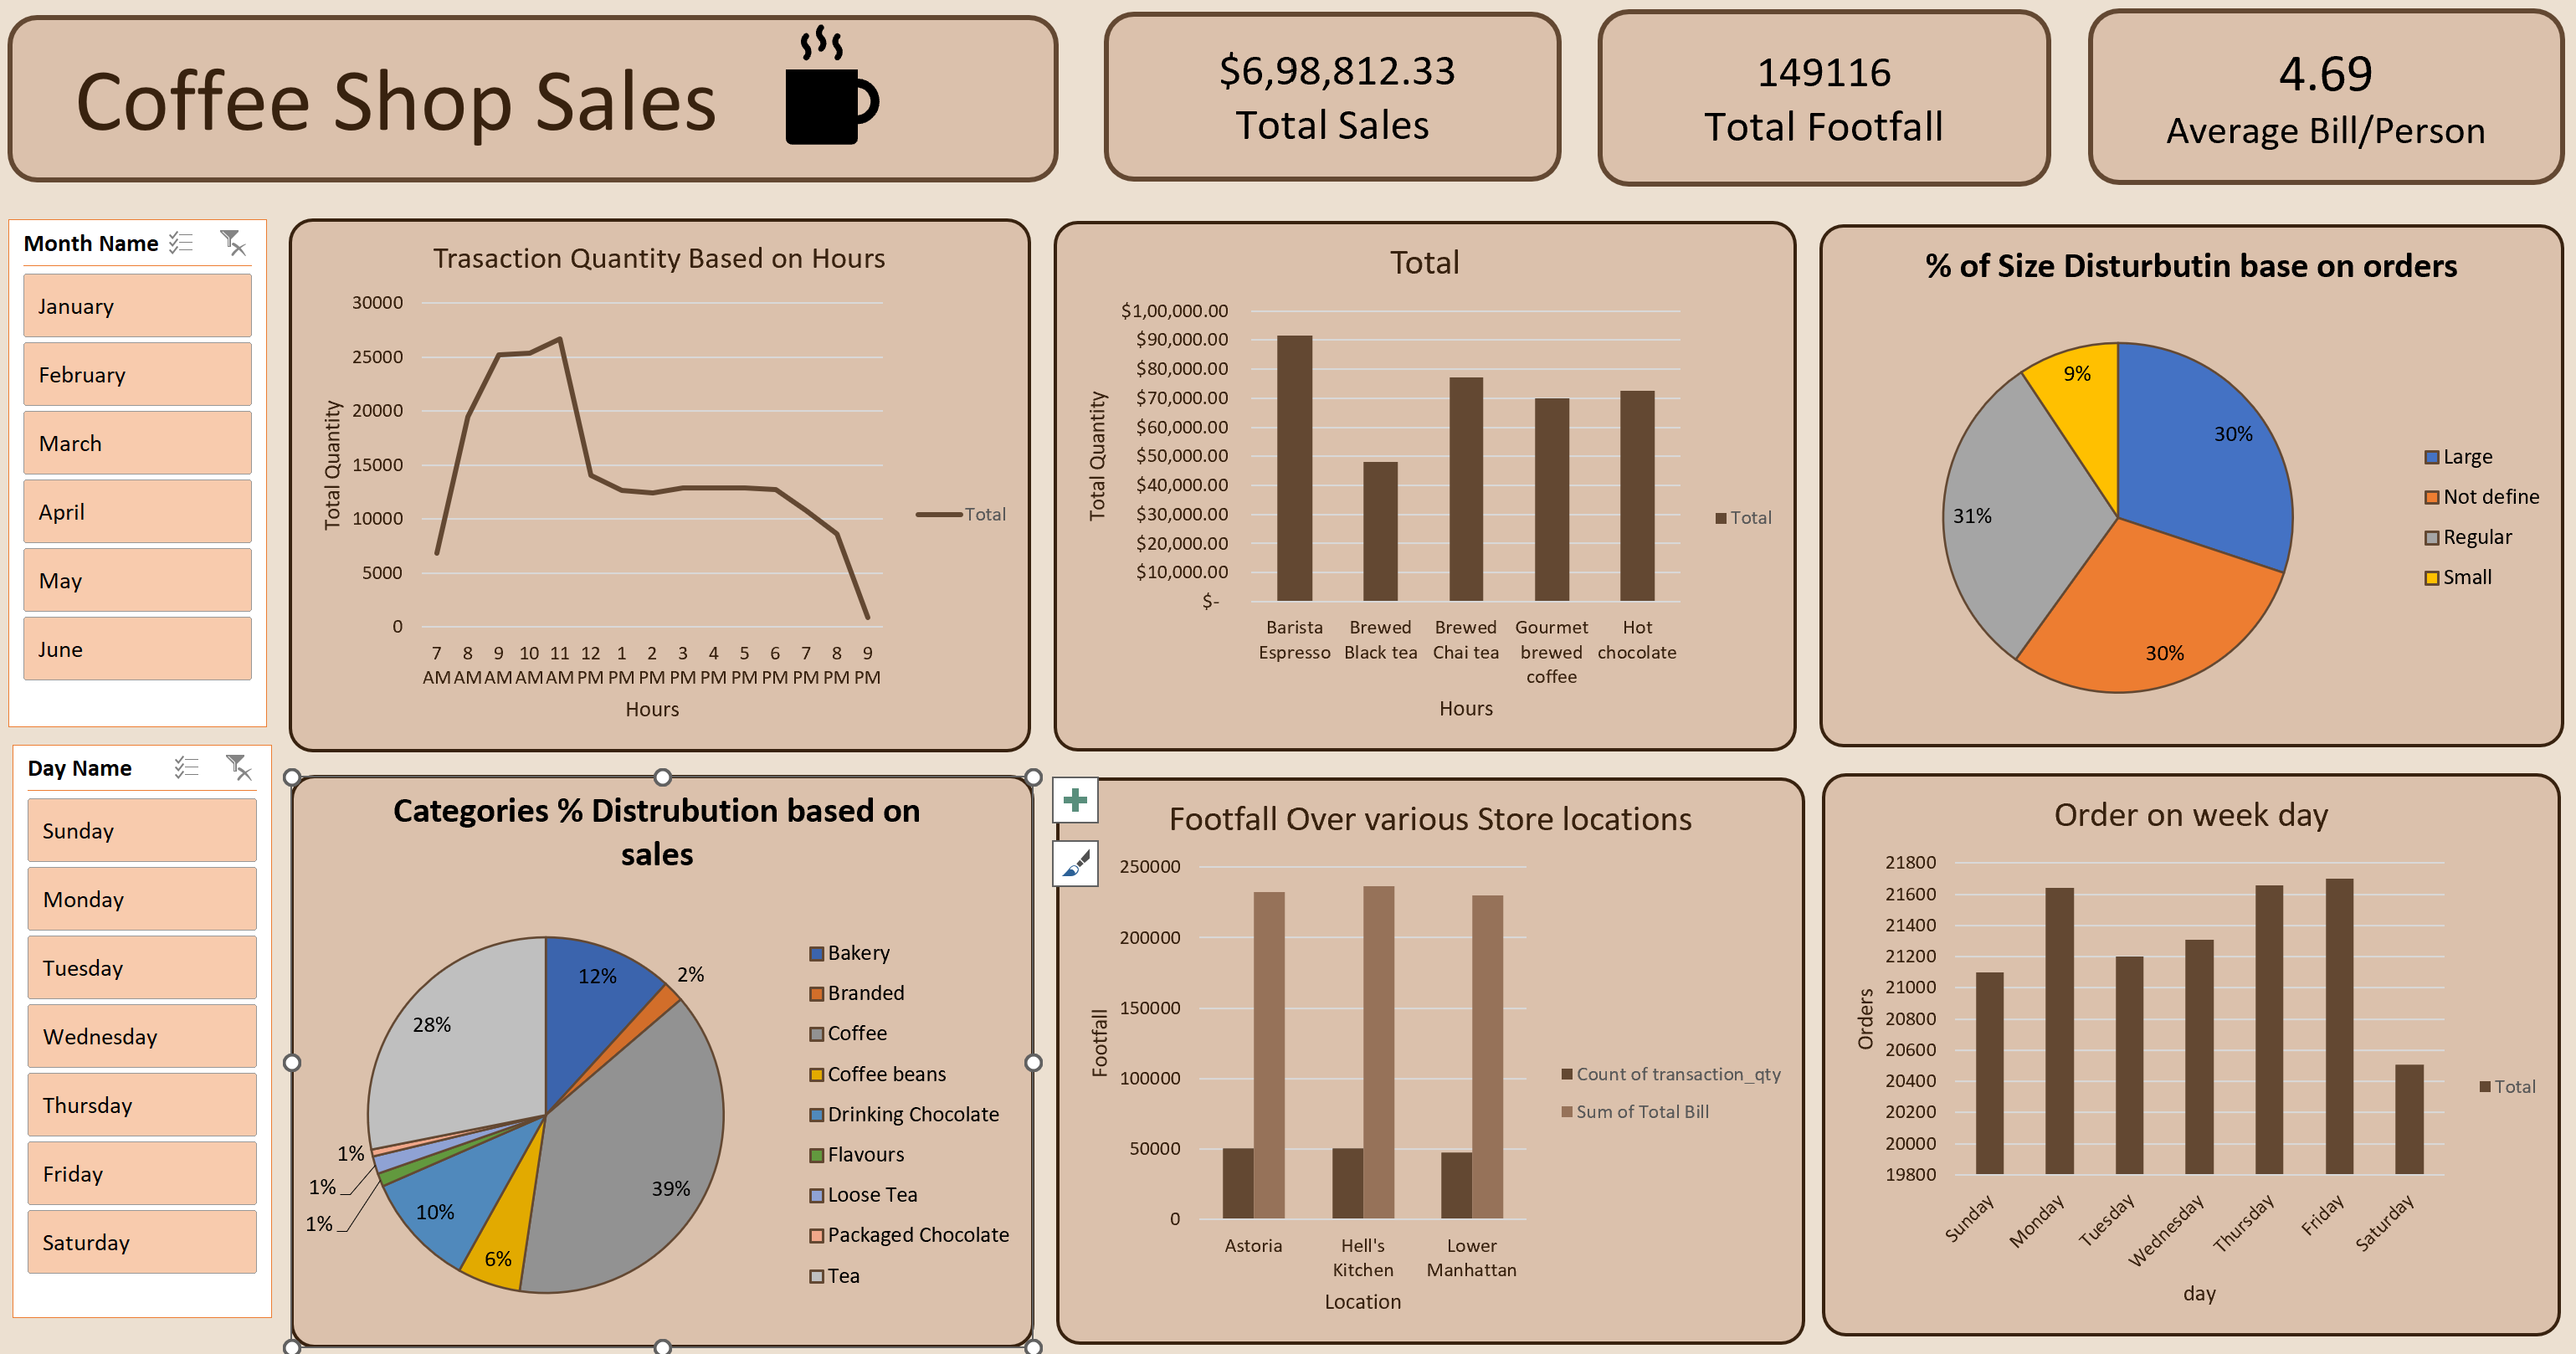 Coffee Shop Sales
$6,98,812.33
Total Sales
149116
Total Footfall
4.69
Average Bill/Person
Month Name
January
February
March
April
May
June
Day Name
Sunday
Monday
Tuesday
Wednesday
Thursday
Friday
Saturday
Trasaction Quantity Based on Hours
30000
25000
20000
15000
10000
5000
0
Total Quantity
7 8 9 10 11 12 1 2 3 4 5 6 7 8 9
AM AM AM AM AM PM PM PM PM PM PM PM PM PM PM
Hours
Total
Total
$1,00,000.00
$90,000.00
$80,000.00
$70,000.00
$60,000.00
$50,000.00
$40,000.00
$30,000.00
$20,000.00
$10,000.00
$-
Total Quantity
Barista Brewed Brewed Gourmet Hot
Espresso Black tea Chai tea brewed chocolate
coffee
Hours
Total
% of Size Disturbutin base on orders
9%
30%
31%
30%
Large
Not define
Regular
Small
Categories % Distrubution based on
sales
12%
2%
28%
39%
1%
1%
1%
10%
6%
Bakery
Branded
Coffee
Coffee beans
Drinking Chocolate
Flavours
Loose Tea
Packaged Chocolate
Tea
Footfall Over various Store locations
250000
200000
150000
100000
50000
0
Footfall
Astoria Hell's Lower
Kitchen Manhattan
Location
Count of transaction_qty
Sum of Total Bill
Order on week day
21800
21600
21400
21200
21000
20800
20600
20400
20200
20000
19800
Orders
Sunday
Monday
Tuesday
Wednesday
Thursday
Friday
Saturday
day
Total